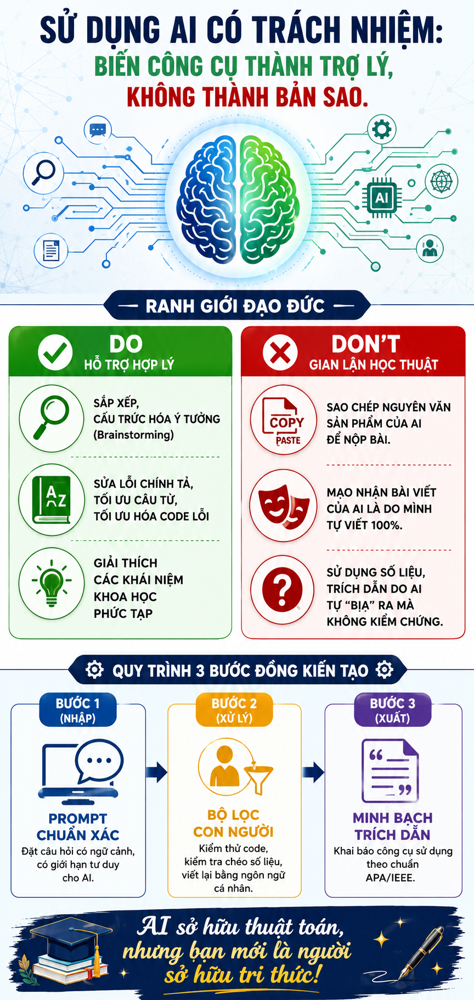 SỬ DỤNG AI CÓ TRÁCH NHIỆM:
BIẾN CÔNG CỤ THÀNH TRỢ LÝ,
KHÔNG THÀNH BẢN SAO.
AI
RANH GIỚI ĐẠO ĐỨC
DO
HỖ TRỢ HỢP LÝ
SẮP XẾP,
CẤU TRỨC HÓA Ý TƯỞNG
(Brainstorming)
A
Z
SỬA LỖI CHÍNH TẢ,
TỐI ƯU CÂU TỪ,
TỐI ƯU HÓA CODE LỖI
GIẢI THÍCH
CÁC KHÁI NIỆM
KHOA HỌC
PHỨC TẠP
DON'T
GIAN LẬN HỌC THUẬT
COPY
PASTE
SAO CHÉP NGUYÊN VĂN
SẢN PHẨM CỦA AI
ĐỂ NỘP BÀI.
MẠO NHẬN BÀI VIẾT
CỦA AI LÀ DO MÌNH
TỰ VIẾT 100%.
?
SỬ DỤNG SỐ LIỆU,
TRÍCH DẪN DO AI
TỰ “BỊA” RA MÀ
KHÔNG KIỂM CHỨNG.
QUY TRÌNH 3 BƯỚC ĐỒNG KIẾN TẠO
BƯỚC 1
(NHẬP)
PROMPT
CHUẨN XÁC
Đặt câu hỏi có ngữ cảnh,
có giới hạn tư duy
cho AI.
BƯỚC 2
(XỬ LÝ)
BỘ LỌC
CON NGƯỜI
Kiểm thử code,
kiểm tra chéo số liệu,
viết lại bằng ngôn ngữ
cá nhân.
BƯỚC 3
(XUẤT)
MINH BẠCH
TRÍCH DẪN
Khai báo công cụ sử dụng
theo chuẩn
APA/IEEE.
AI sở hữu thuật toán,
nhưng bạn mới là người
sở hữu tri thức!